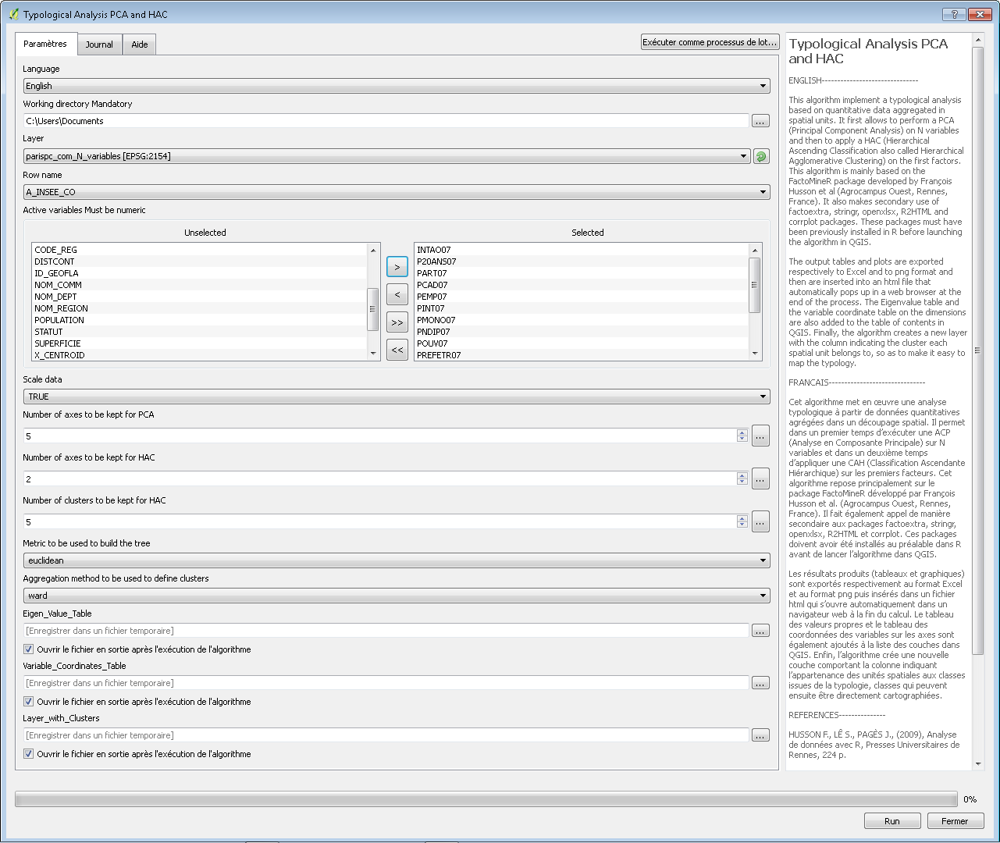 Typological Analysis PCA and HAC
?
Paramètres
Journal
Aide
Exécuter comme processus de lot...
Language
English
Working directory Mandatory
C:\Users\Documents
...
Layer
parispc_com_N_variables [EPSG:2154]
Row name
A_INSEE_CO
Active variables Must be numeric
Unselected
CODE_REG
DISTCONT
ID_GEOFLA
NOM_COMM
NOM_DEPT
NOM_REGION
POPULATION
STATUT
SUPERFICIE
X_CENTROID
>
<
>>
<<
Selected
INTAO07
P20ANS07
PART07
PCAD07
PEMP07
PINT07
PMONO07
PNDIP07
POUV07
PREFETR07
Scale data
TRUE
Number of axes to be kept for PCA
5
...
Number of axes to be kept for HAC
2
...
Number of clusters to be kept for HAC
5
...
Metric to be used to build the tree
euclidean
Aggregation method to be used to define clusters
ward
Eigen_Value_Table
[Enregistrer dans un fichier temporaire]
...
Ouvrir le fichier en sortie après l'exécution de l'algorithme
Variable_Coordinates_Table
[Enregistrer dans un fichier temporaire]
...
Ouvrir le fichier en sortie après l'exécution de l'algorithme
Layer_with_Clusters
[Enregistrer dans un fichier temporaire]
...
Ouvrir le fichier en sortie après l'exécution de l'algorithme
Typological Analysis PCA
and HAC
ENGLISH-------------------------------
This algorithm implement a typological analysis
based on quantitative data aggregated in
spatial units. It first allows to perform a PCA
(Principal Component Analysis) on N variables
and then to apply a HAC (Hierarchical
Ascending Classification also called Hierarchical
Agglomerative Clustering) on the first factors.
This algorithm is mainly based on the
FactoMineR package developed by François
Husson et al (Agrocampus Ouest, Rennes,
France). It also makes secondary use of
factoextra, stringr, openxlsx, R2HTML and
corrplot packages. These packages must have
been previously installed in R before launching
the algorithm in QGIS.
The output tables and plots are exported
respectively to Excel and to png format and
then are inserted into an html file that
automatically pops up in a web browser at the
end of the process. The Eigenvalue table and
the variable coordinate table on the dimensions
are also added to the table of contents in
QGIS. Finally, the algorithm creates a new layer
with the column indicating the cluster each
spatial unit belongs to, so as to make it easy to
map the typology.
FRANCAIS-------------------------------
Cet algorithme met en œuvre une analyse
typologique à partir de données quantitatives
agrégées dans un découpage spatial. Il permet
dans un premier temps d'exécuter une ACP
(Analyse en Composante Principale) sur N
variables et dans un deuxième temps
d'appliquer une CAH (Classification Ascendante
Hiérarchique) sur les premiers facteurs. Cet
algorithme repose principalement sur le
package FactoMineR développé par François
Husson et al. (Agrocampus Ouest, Rennes,
France). Il fait également appel de manière
secondaire aux packages factoextra, stringr,
openxlsx, R2HTML et corrplot. Ces packages
doivent avoir été installés au préalable dans R
avant de lancer l'algorithme dans QGIS.
Les résultats produits (tableaux et graphiques)
sont exportés respectivement au format Excel
et au format png puis insérés dans un fichier
html qui s'ouvre automatiquement dans un
navigateur web à la fin du calcul. Le tableau
des valeurs propres et le tableau des
coordonnées des variables sur les axes sont
également ajoutés à la liste des couches dans
QGIS. Enfin, l'algorithme crée une nouvelle
couche comportant la colonne indiquant
l'appartenance des unités spatiales aux classes
issues de la typologie, classes qui peuvent
ensuite être directement cartographiées.
REFERENCES---------------
HUSSON F., LÊ S., PAGÈS J., (2009), Analyse
de données avec R, Presses Universitaires de
Rennes, 224 p.
0%
Run
Fermer